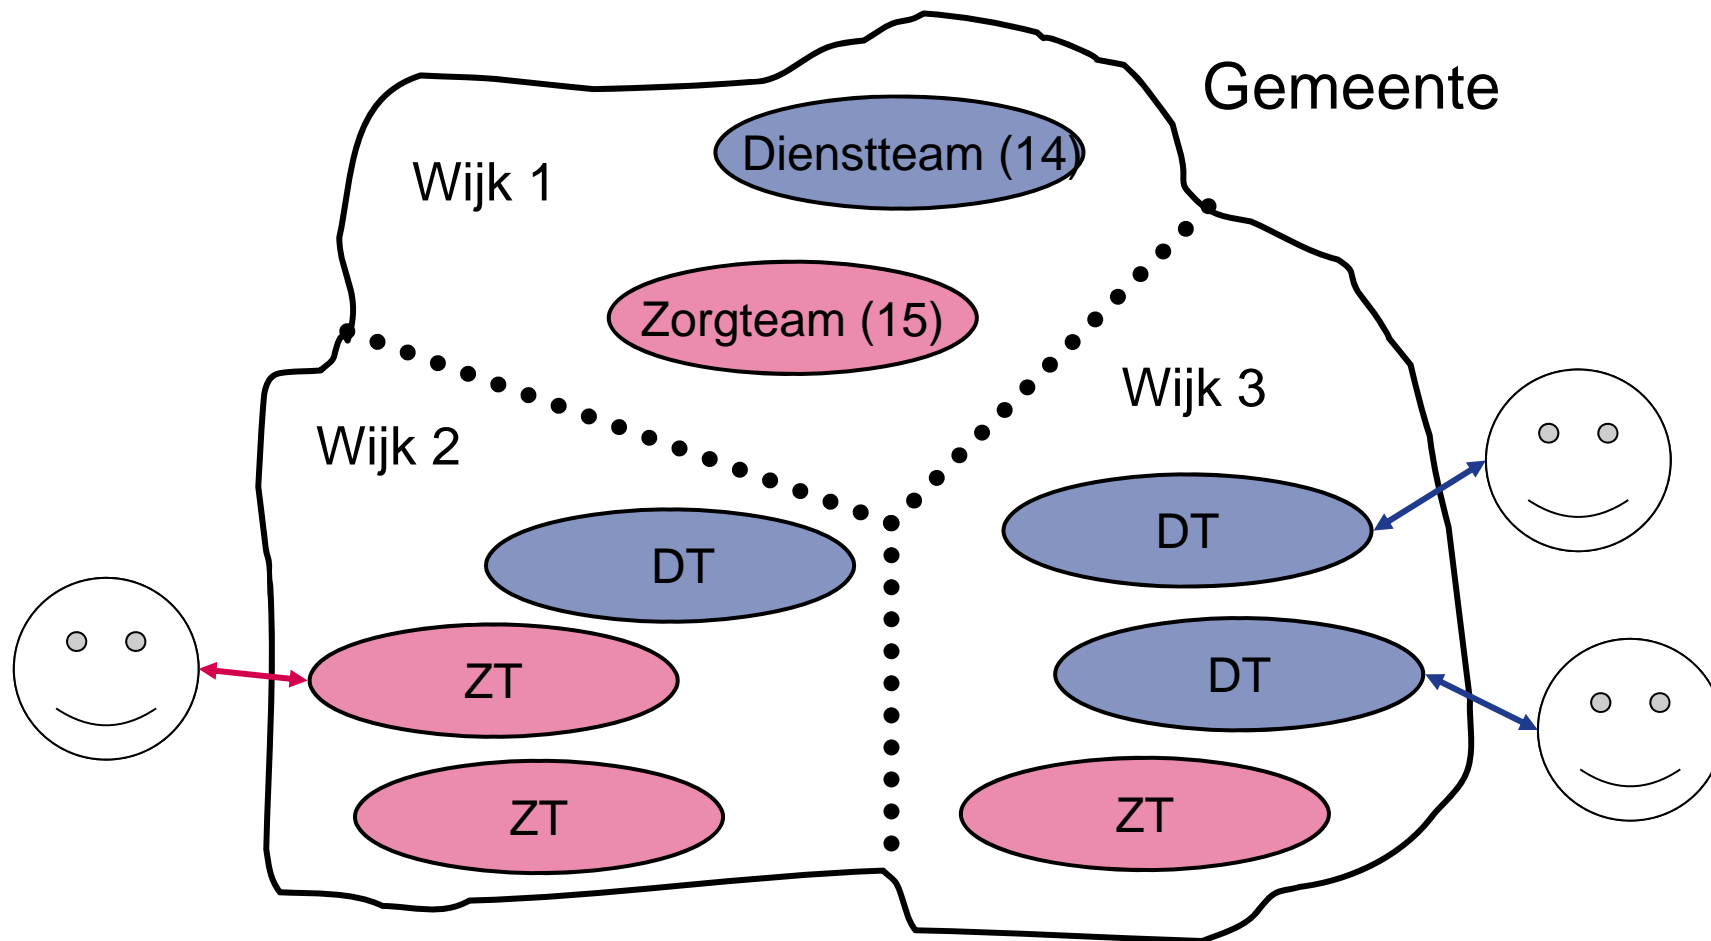 Gemeente
Dienstteam (14)
Wijk 1
Zorgteam (15)
Wijk 3
Wijk 2
DT
DT
ZT
DT
ZT
ZT